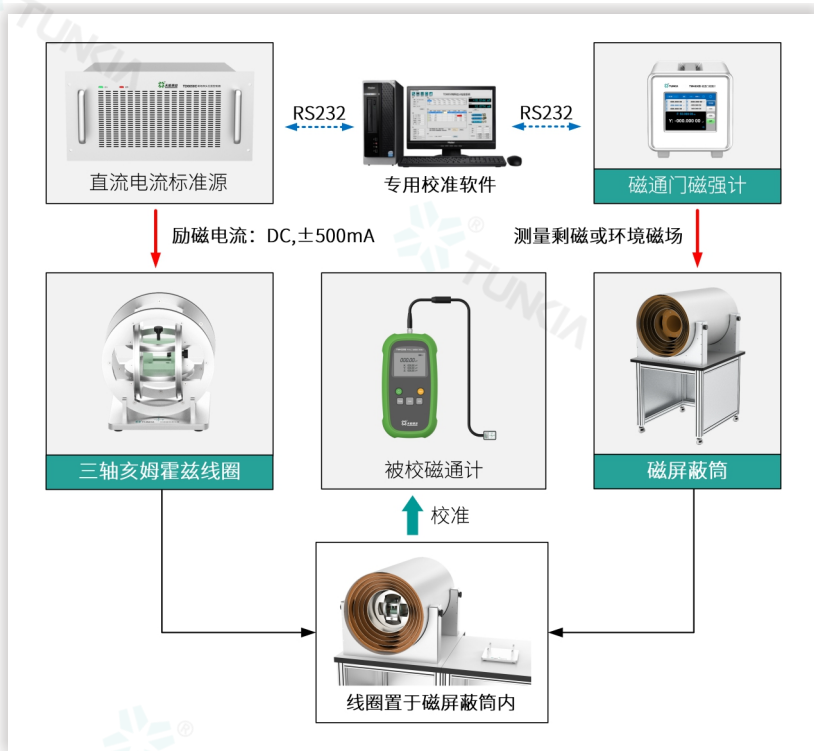 TUNKIA
RS232
RS232
直流电流标准源
专用校准软件
磁通门磁强计
励磁电流：DC,±500mA
测量剩磁或环境磁场
®
TUNKIA
三轴亥姆霍兹线圈
被校磁通计
磁屏蔽筒
校准
线圈置于磁屏蔽筒内
®